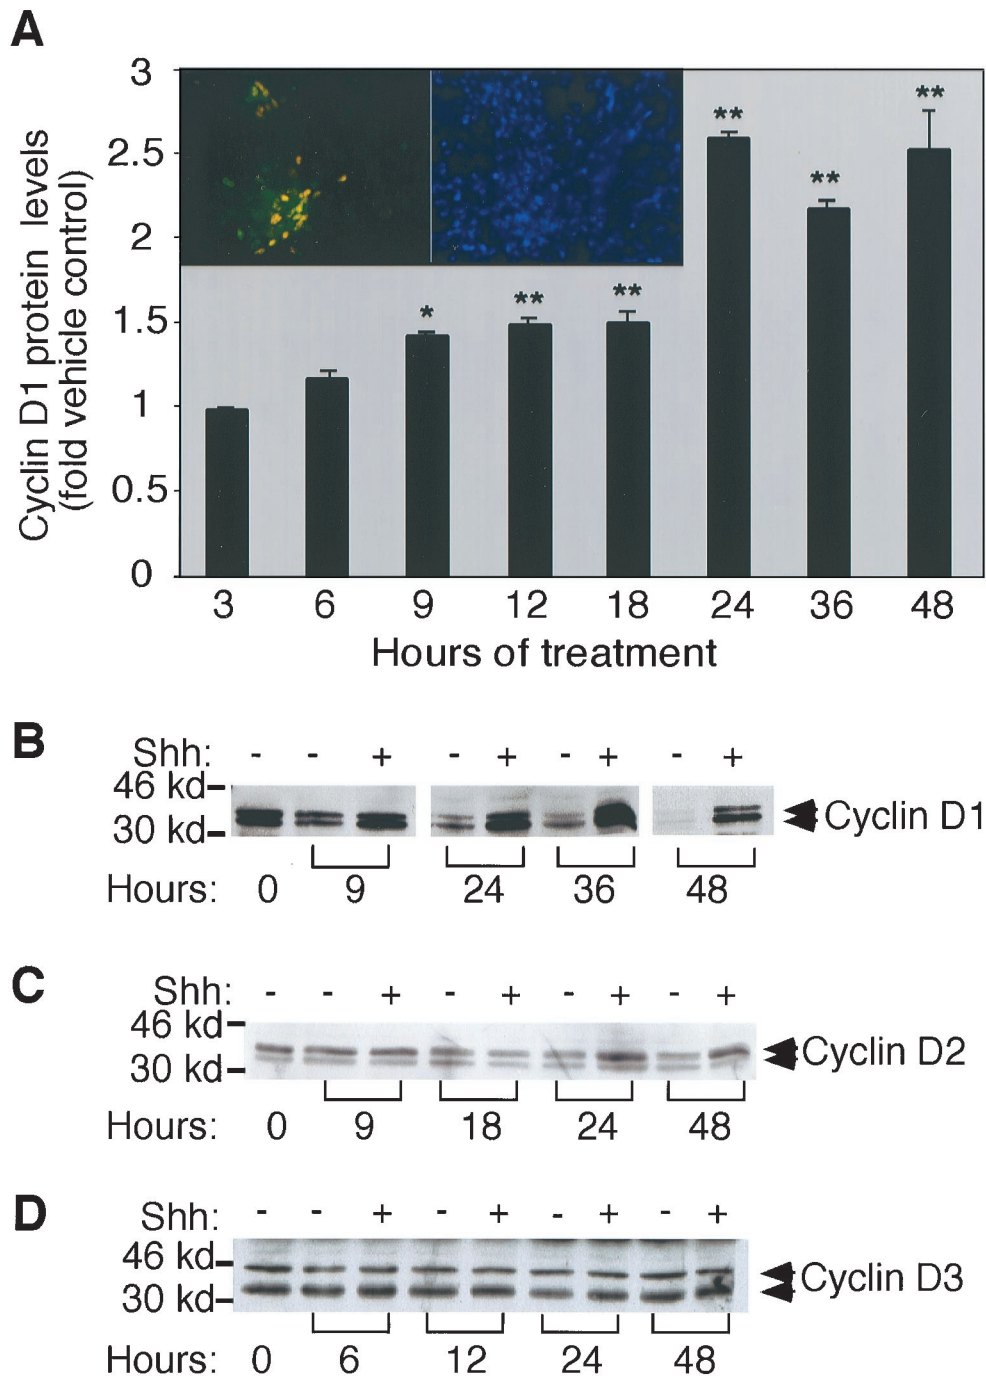 A
3
2.5
2
1.5
1
0.5
0
Cyclin D1 protein levels
(fold vehicle control)
*
**
**
**
**
**
3 6 9 12 18 24 36 48
Hours of treatment
B
Shh: - - + - + - + - +
46 kd
30 kd
Cyclin D1
Hours: 0 9 24 36 48
C
Shh: - - + - + - + - +
46 kd
30 kd
Cyclin D2
Hours: 0 9 18 24 48
D
Shh: - - + - + - + - +
46 kd
30 kd
Cyclin D3
Hours: 0 6 12 24 48